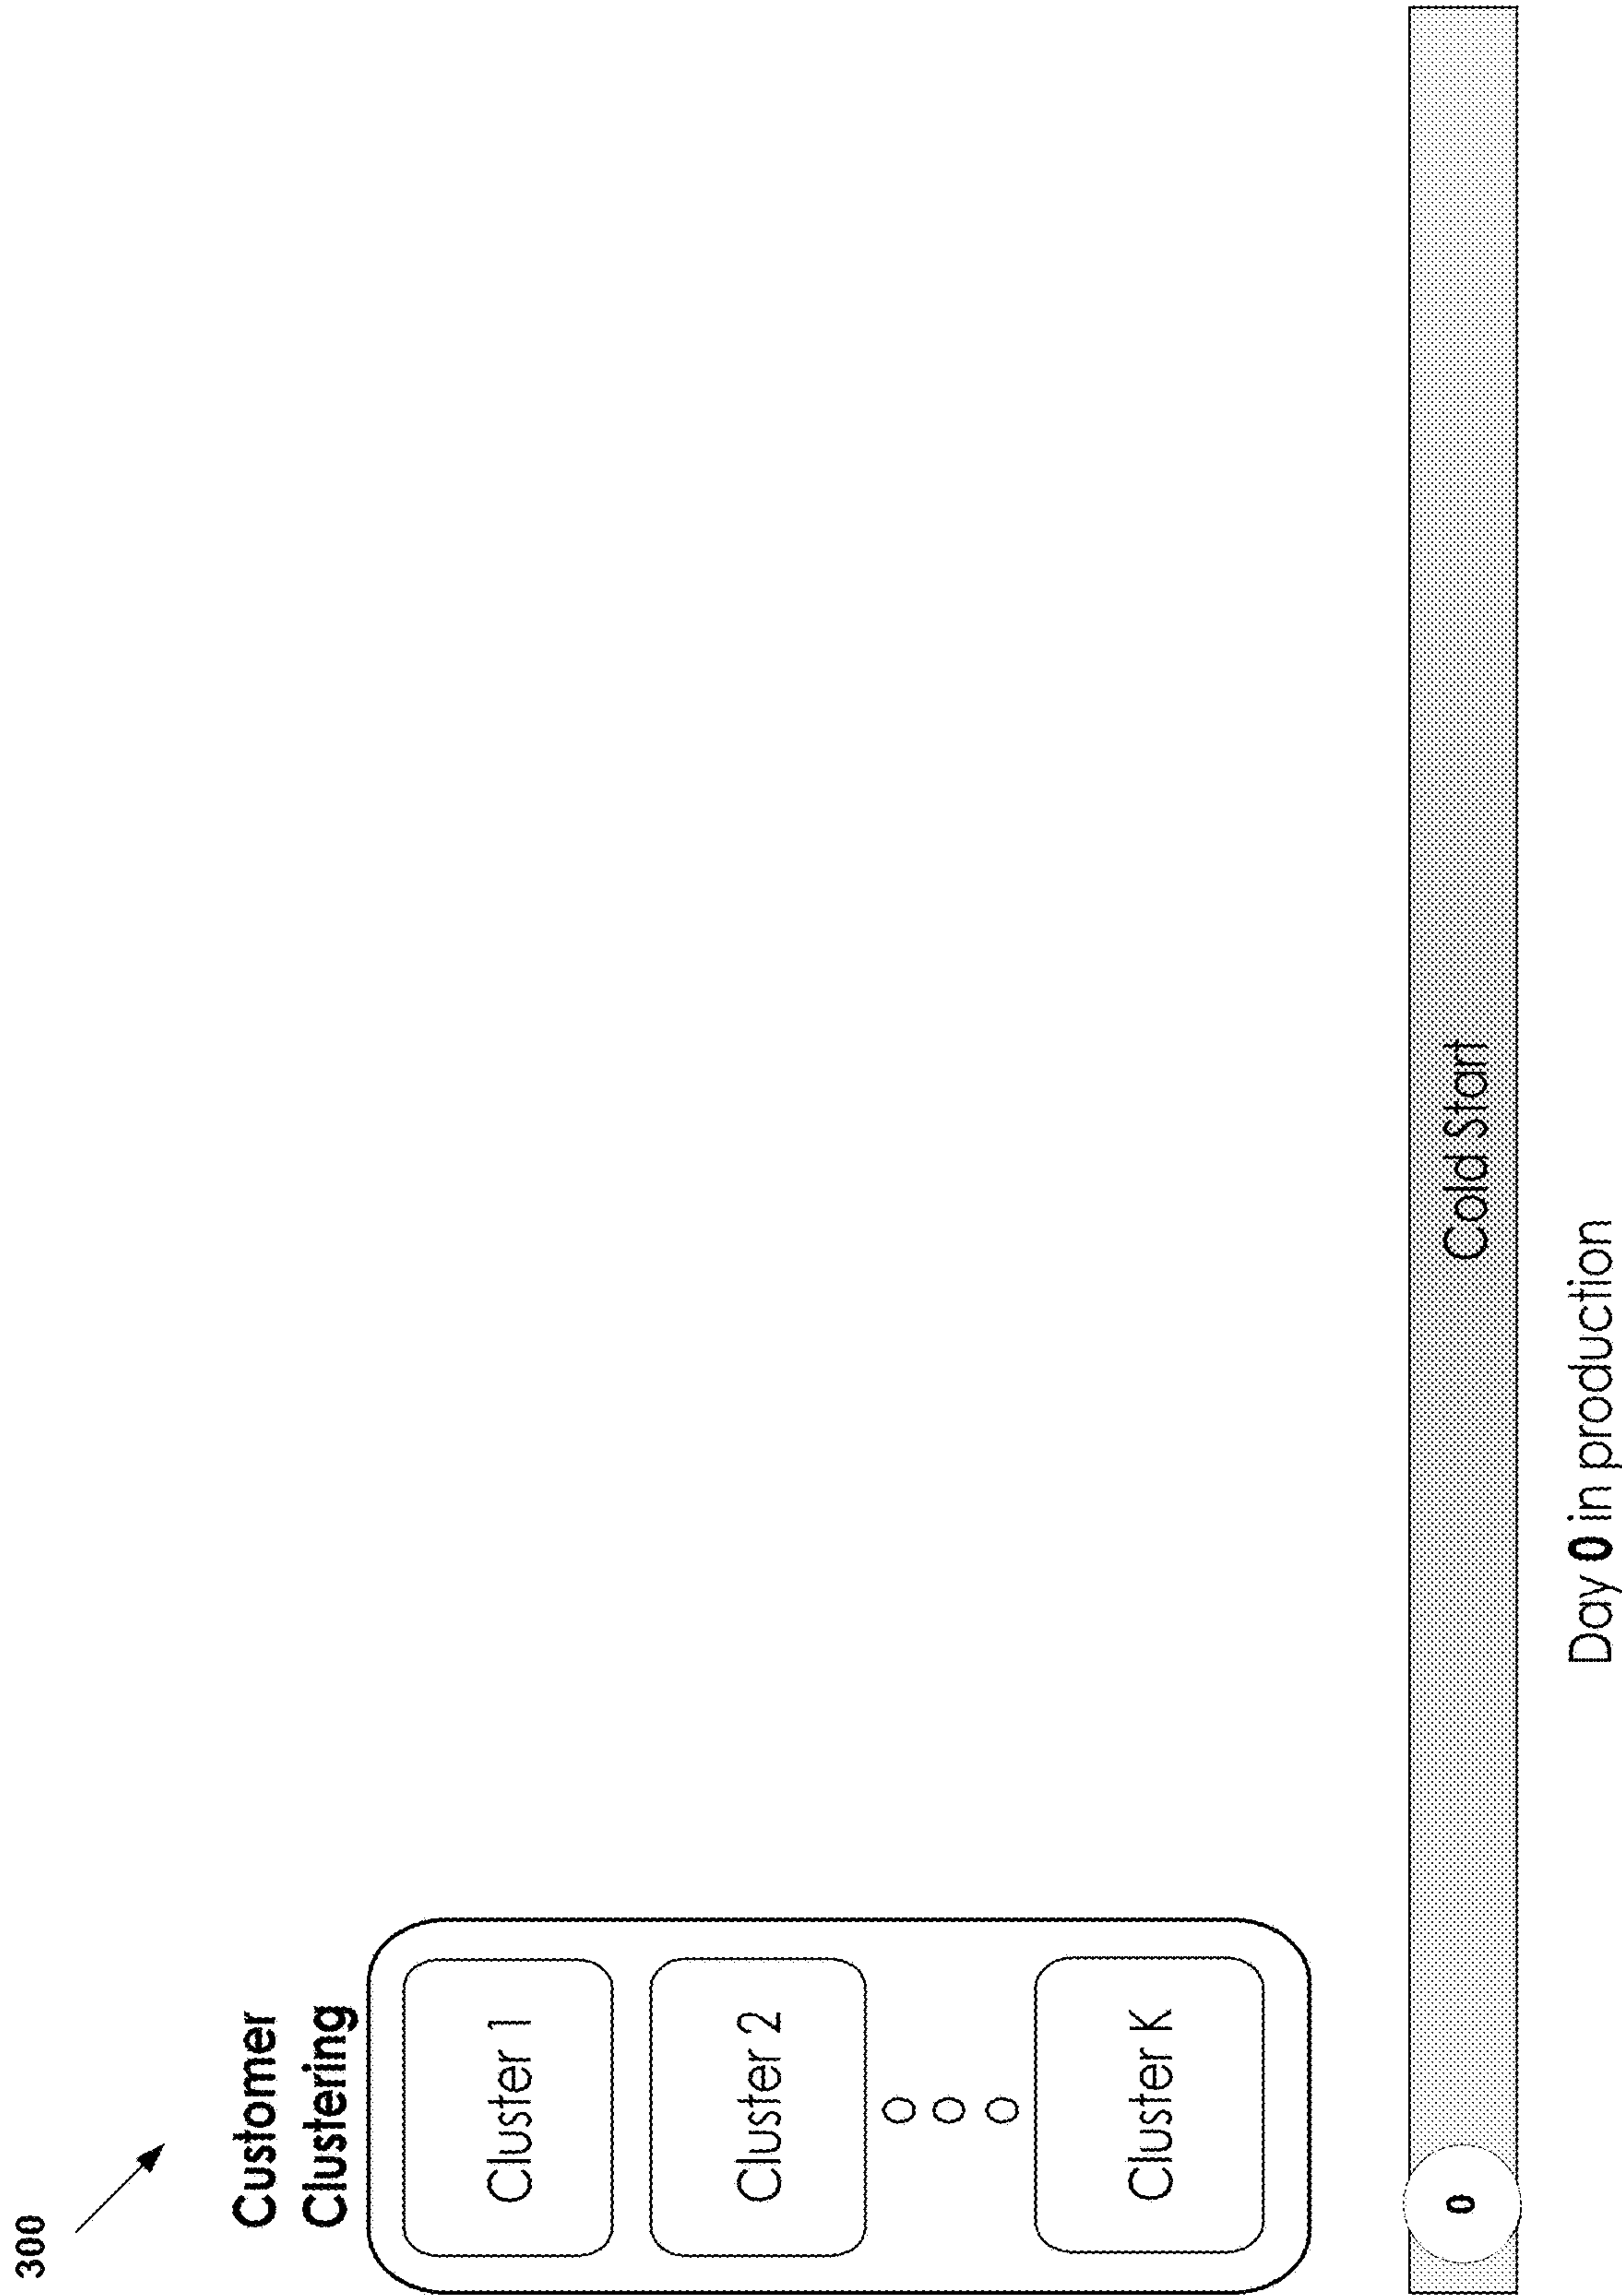 300
Customer
Clustering
Cluster 1
Cluster 2
Cluster K
0
Cold Start
Day 0 in production